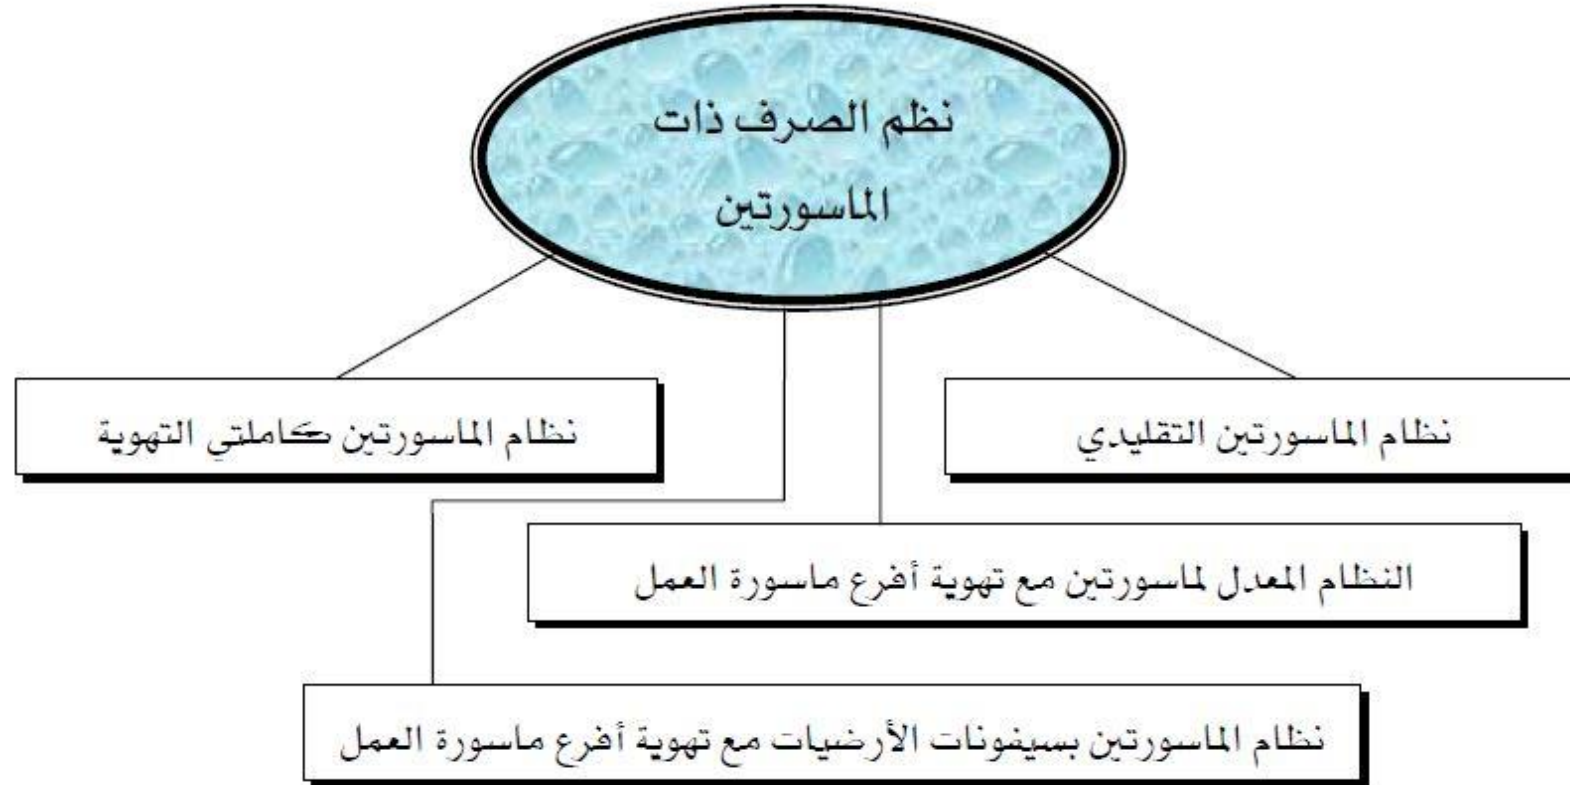 نظم الصرف ذات
الماسورتين
نظام الماسورتين التقليدي
نظام الماسورتين كاملتي التهوية
النظام المعدل لماسورتين مع تهوية أفرع ماسورة العمل
نظام الماسورتين بسيفونات الأرضيات مع تهوية أفرع ماسورة العمل